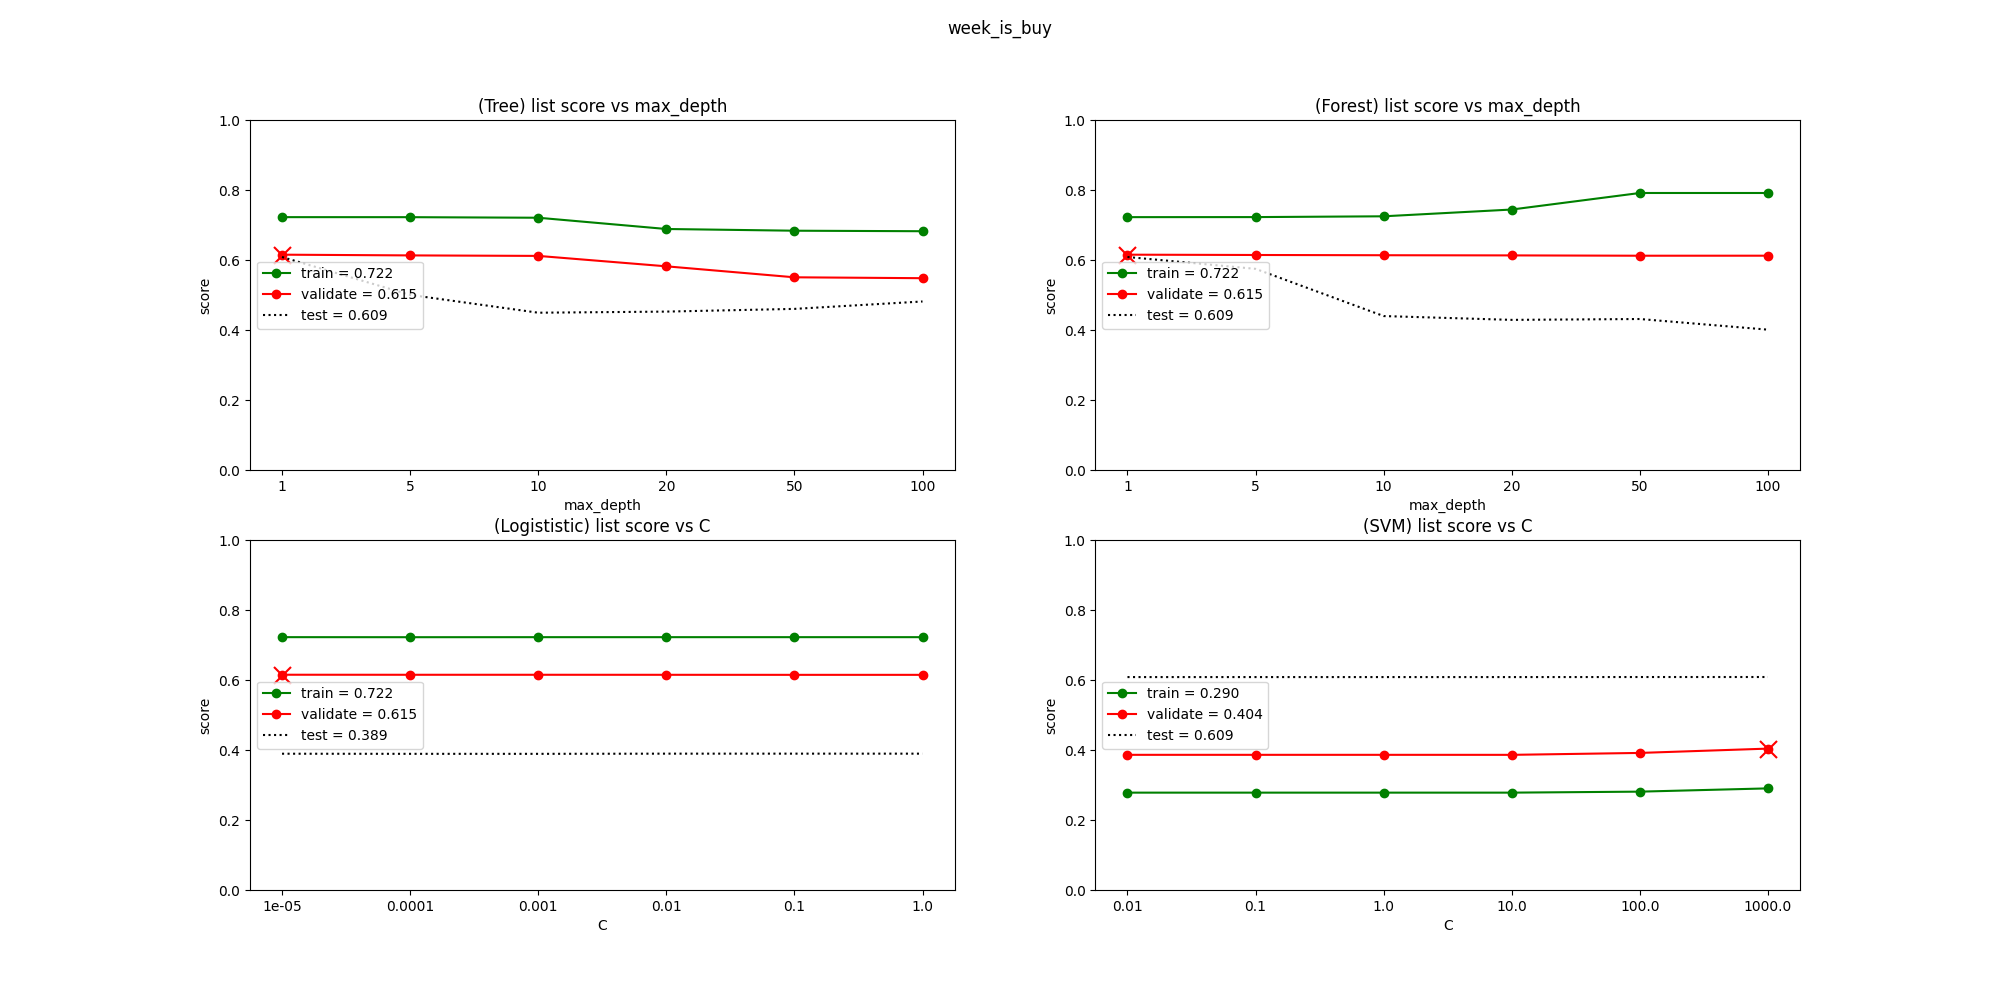 week_is_buy
(Tree) list score vs max_depth
1.0
0.8
0.6
0.4
0.2
0.0
score
train = 0.722
validate = 0.615
test = 0.609
1 5 10 20 50 100
max_depth
(Forest) list score vs max_depth
1.0
0.8
0.6
0.4
0.2
0.0
score
train = 0.722
validate = 0.615
test = 0.609
1 5 10 20 50 100
max_depth
(Logististic) list score vs C
1.0
0.8
0.6
0.4
0.2
0.0
score
train = 0.722
validate = 0.615
test = 0.389
1e-05 0.0001 0.001 0.01 0.1 1.0
C
(SVM) list score vs C
1.0
0.8
0.6
0.4
0.2
0.0
score
train = 0.290
validate = 0.404
test = 0.609
0.01 0.1 1.0 10.0 100.0 1000.0
C